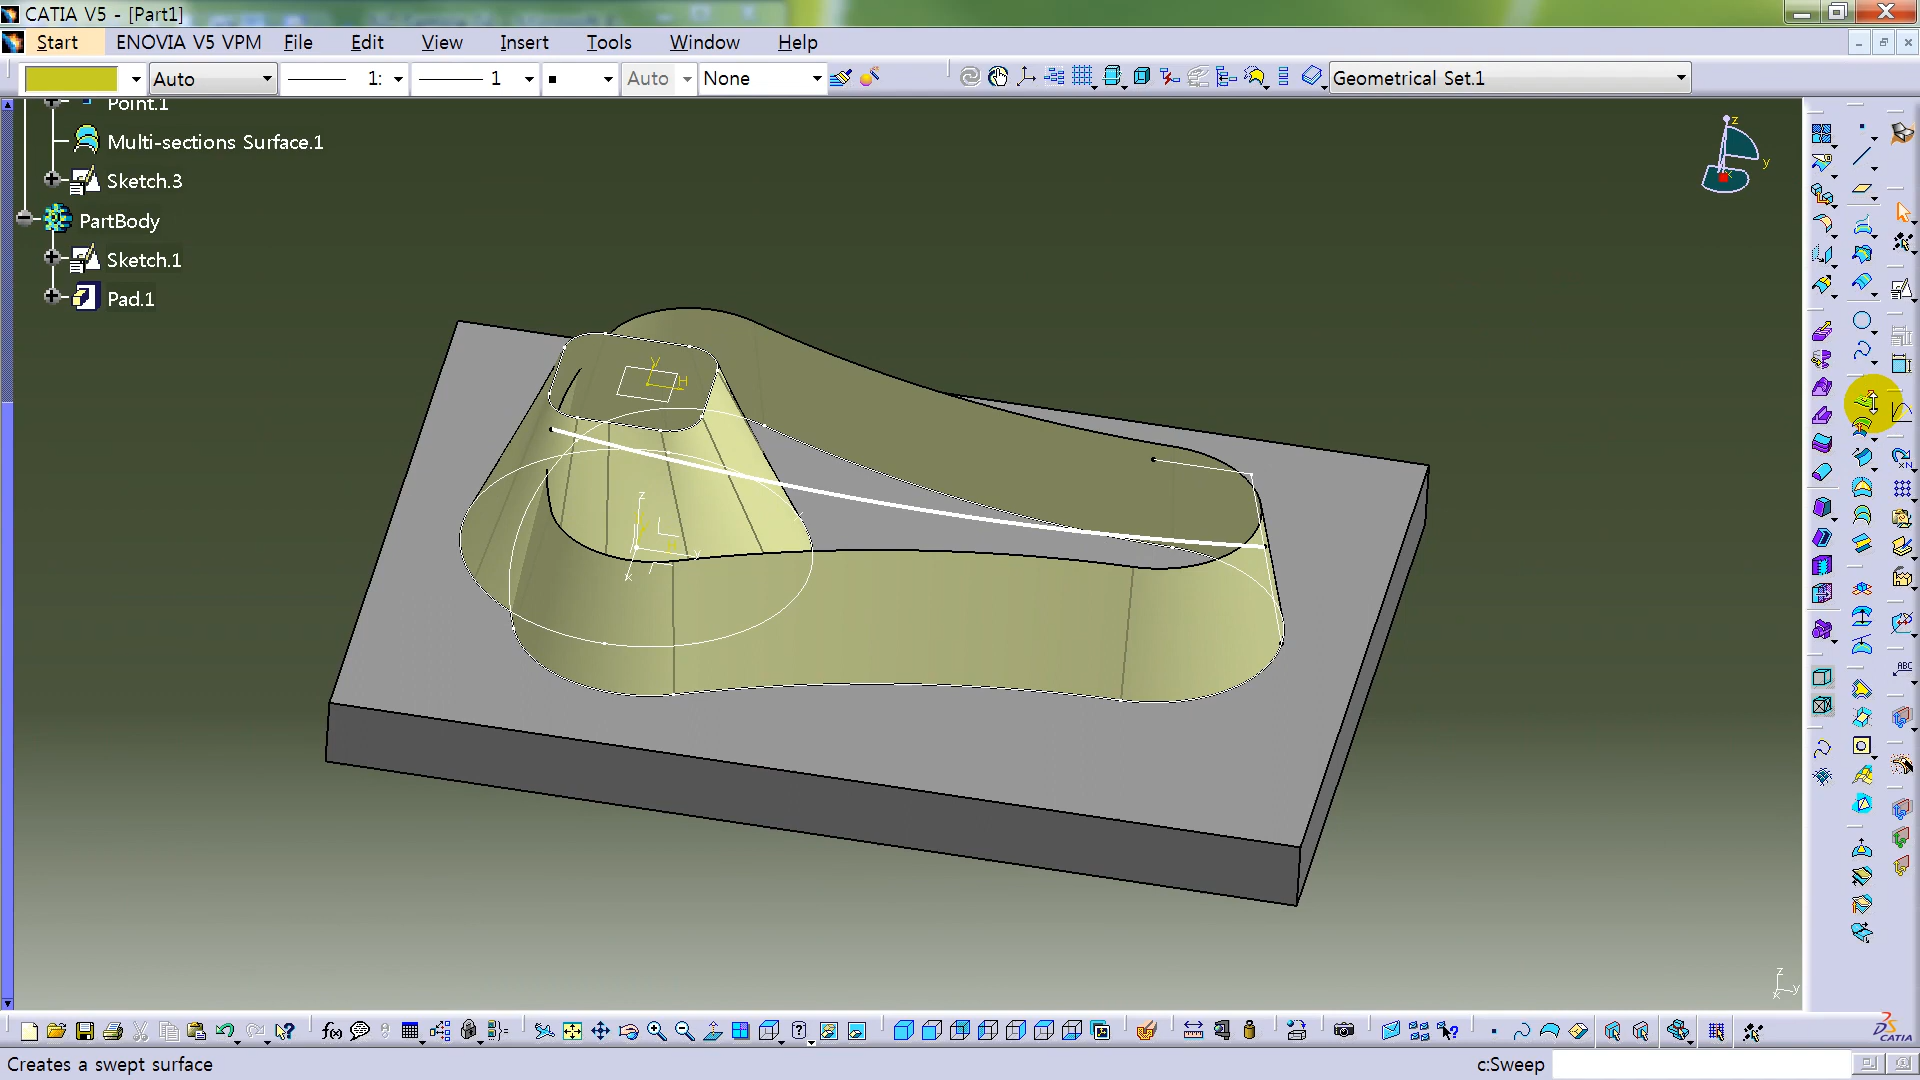 CATIA V5 - [Part1]
Start ENOVIA V5 VPM File Edit View Insert Tools Window Help
Auto 1: 1 Auto None Geometrical Set.1
Point.1
Multi-sections Surface.1
Sketch.3
PartBody
Sketch.1
Pad.1
z
y
y
H
z
y
x
ABC
z
y
x
f(x)
CATIA
Creates a swept surface c:Sweep